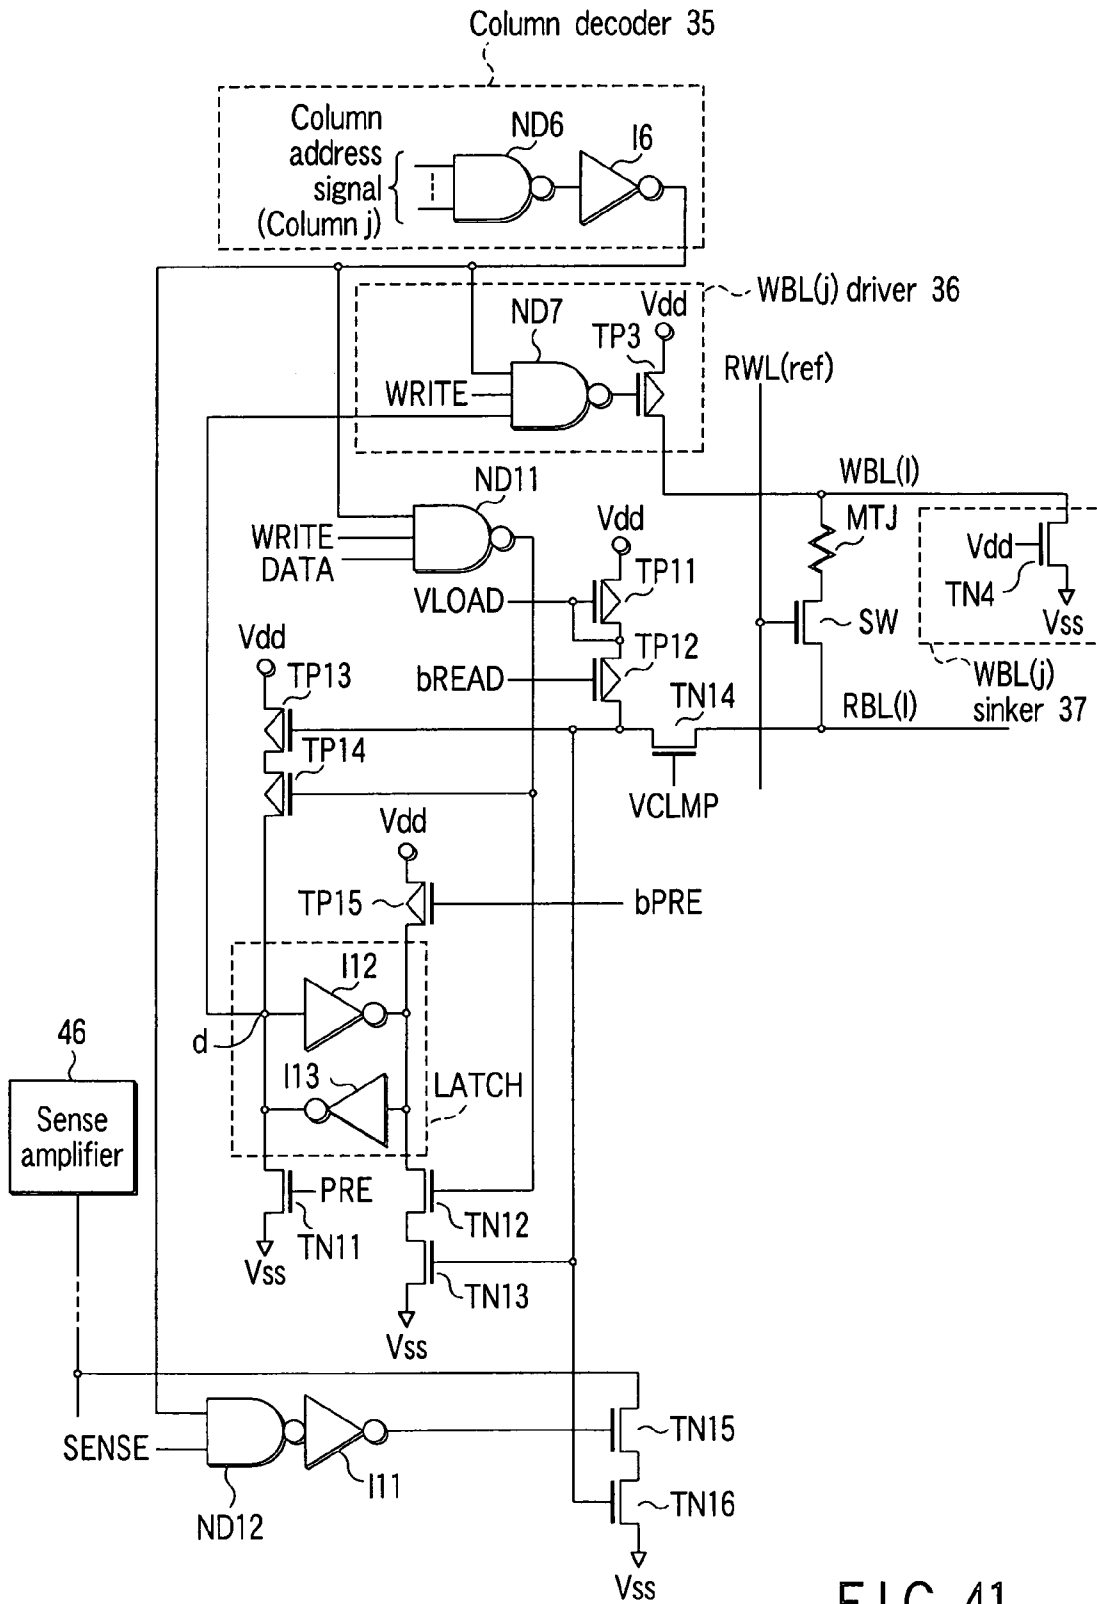 Column decoder 35
Column
address
signal
(Column j)
ND6
I6
WBL(j) driver 36
Vdd
ND7
TP3
WRITE
RWL(ref)
ND11
WRITE
DATA
WBL(l)
MTJ
Vdd
TN4
Vss
SW
WBL(j)
sinker 37
RBL(l)
Vdd
TP11
VLOAD
TP12
bREAD
TN14
VCLMP
Vdd
TP13
TP14
Vdd
TP15
bPRE
I12
d
I13
LATCH
46
Sense
amplifier
PRE
TN11
Vss
TN12
TN13
Vss
SENSE
ND12
I11
TN15
TN16
Vss